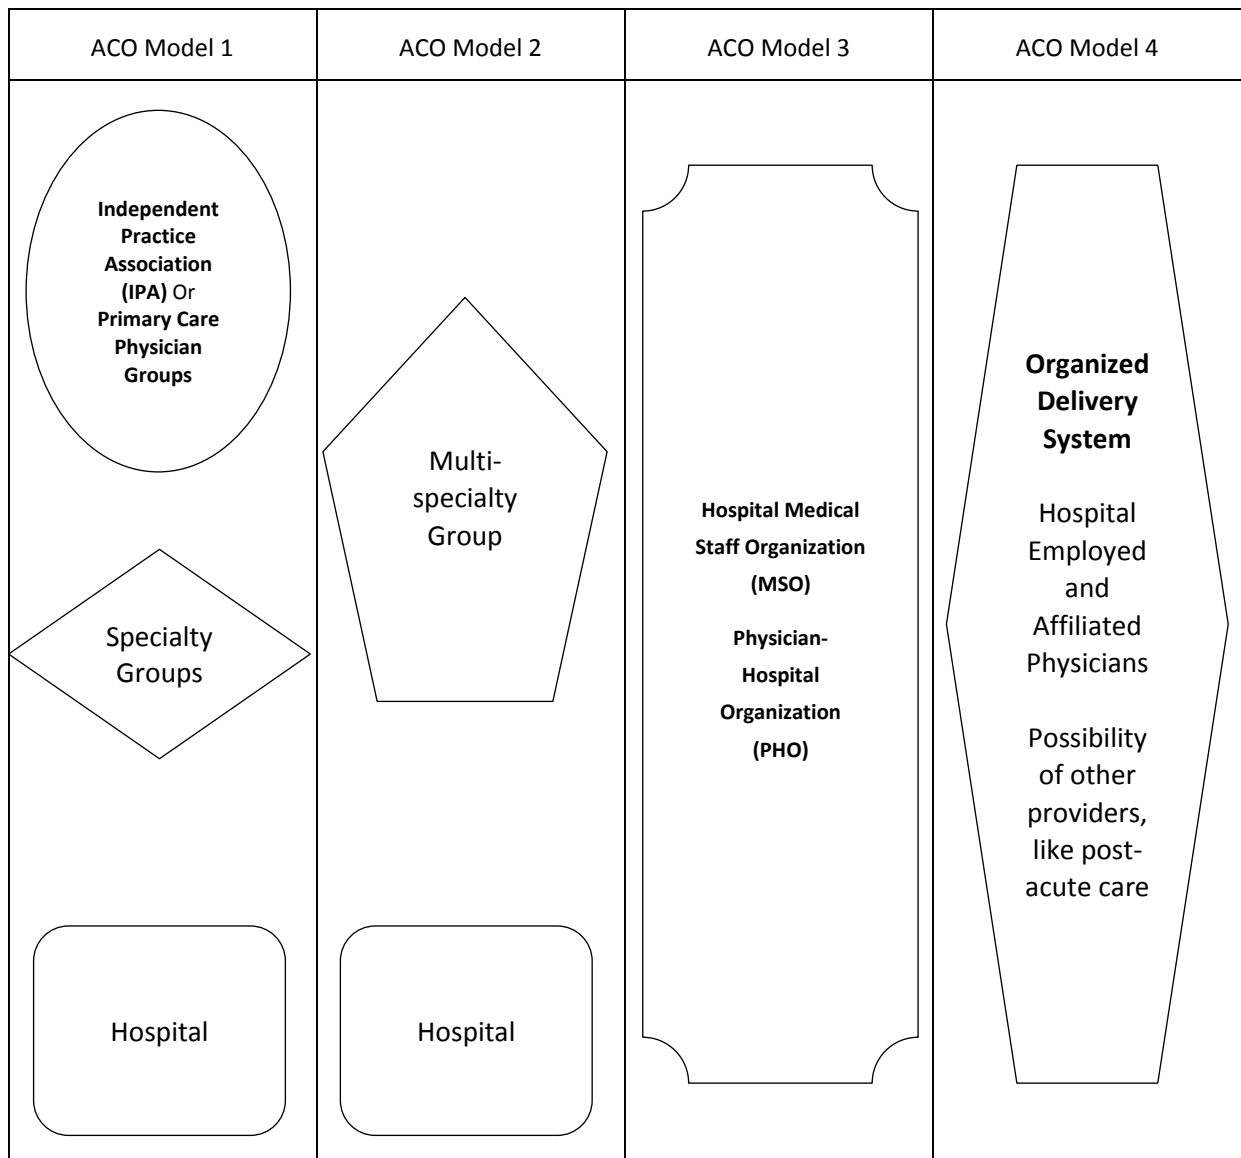 ACO Model 1
ACO Model 2
ACO Model 3
ACO Model 4
Independent
Practice
Association
(IPA) Or
Primary Care
Physician
Groups
Specialty
Groups
Hospital
Multi-
specialty
Group
Hospital
Hospital Medical
Staff Organization
(MSO)
Physician-
Hospital
Organization
(PHO)
Organized
Delivery
System
Hospital
Employed
and
Affiliated
Physicians
Possibility
of other
providers,
like post-
acute care